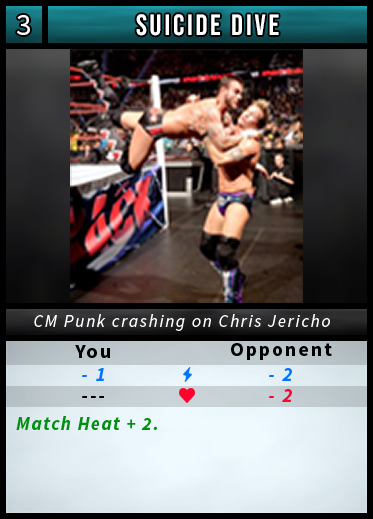 3 SUICIDE DIVE
CM Punk crashing on Chris Jericho
You Opponent
- 1 - 2
--- - 2
Match Heat + 2.